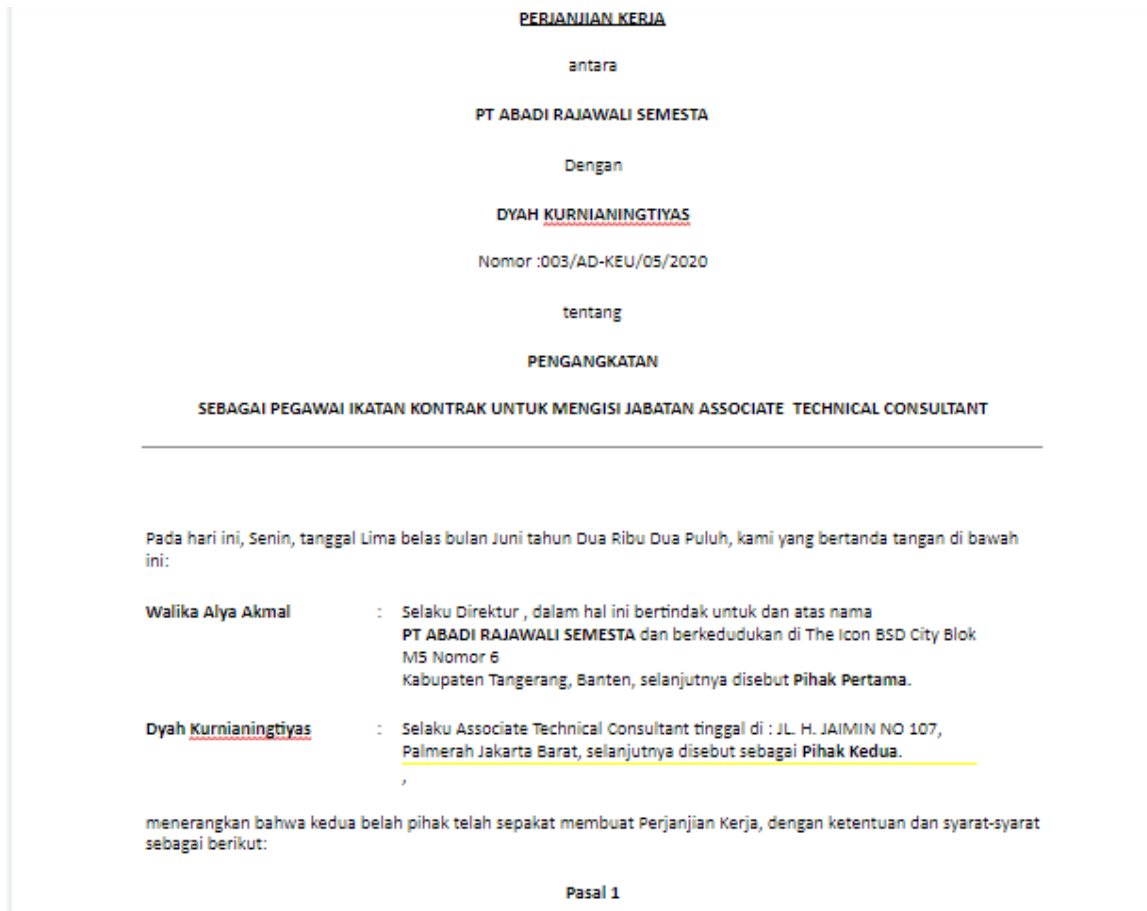 PERJANJIAN KERJA
antara
PT ABADI RAJAWALI SEMESTA
Dengan
DYAH KURNIANINGTIYAS
Nomor :003/AD-KEU/05/2020
tentang
PENGANGKATAN
SEBAGAI PEGAWAI IKATAN KONTRAK UNTUK MENGISI JABATAN ASSOCIATE  TECHNICAL CONSULTANT
Pada hari ini, Senin, tanggal Lima belas bulan Juni tahun Dua Ribu Dua Puluh, kami yang bertanda tangan di bawah
ini:
Walika Alya Akmal : Selaku Direktur , dalam hal ini bertindak untuk dan atas nama
PT ABADI RAJAWALI SEMESTA dan berkedudukan di The Icon BSD City Blok
M5 Nomor 6
Kabupaten Tangerang, Banten, selanjutnya disebut Pihak Pertama.
Dyah Kurnianingtiyas : Selaku Associate Technical Consultant tinggal di : JL. H. JAIMIN NO 107,
Palmerah Jakarta Barat, selanjutnya disebut sebagai Pihak Kedua.
,
menerangkan bahwa kedua belah pihak telah sepakat membuat Perjanjian Kerja, dengan ketentuan dan syarat-syarat
sebagai berikut:
Pasal 1